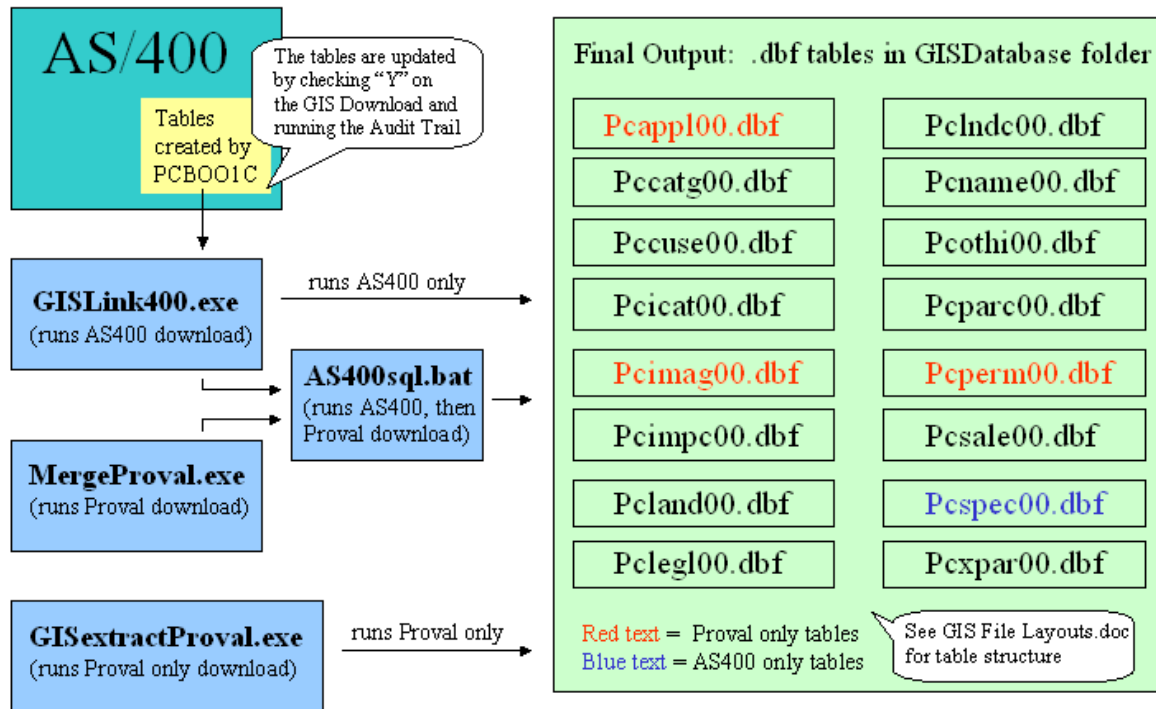 AS/400
The tables are updated
by checking "Y" on
the GIS Download and
running the Audit Trail
Tables
created by
PCBOO1C
GISLink400.exe
(runs AS400 download)
runs AS400 only
AS400sql.bat
(runs AS400, then
Proval download)
MergeProval.exe
(runs Proval download)
GISextractProval.exe
(runs Proval only download)
runs Proval only
Final Output: .dbf tables in GISDatabase folder
Pcappl00.dbf
Pclndc00.dbf
Pccatg00.dbf
Pcname00.dbf
Pccuse00.dbf
Pcothi00.dbf
Pcicat00.dbf
Pcparc00.dbf
Pcimag00.dbf
Pcperm00.dbf
Pcimpc00.dbf
Pcsale00.dbf
Pcland00.dbf
Pcspec00.dbf
Pclegl00.dbf
Pcxpar00.dbf
Red text = Proval only tables
Blue text = AS400 only tables
See GIS File Layouts.doc
for table structure